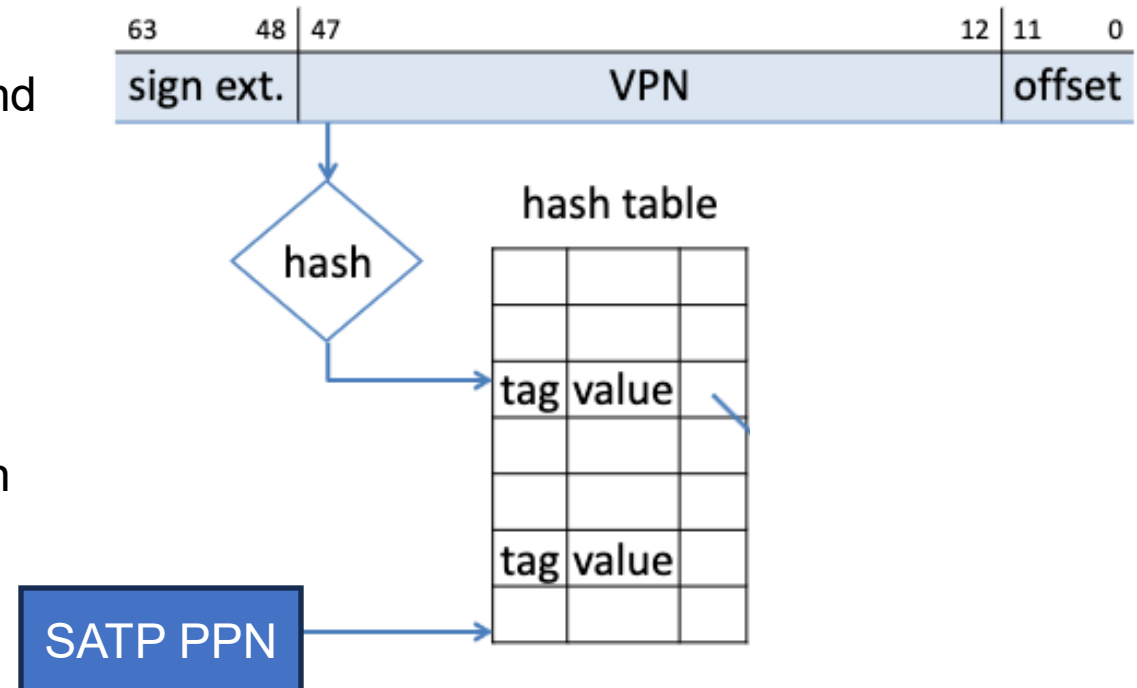 63 48 47 12 11 0
sign ext. VPN offset
nd
hash table
hash
tag value
n
tag value
SATP PPN